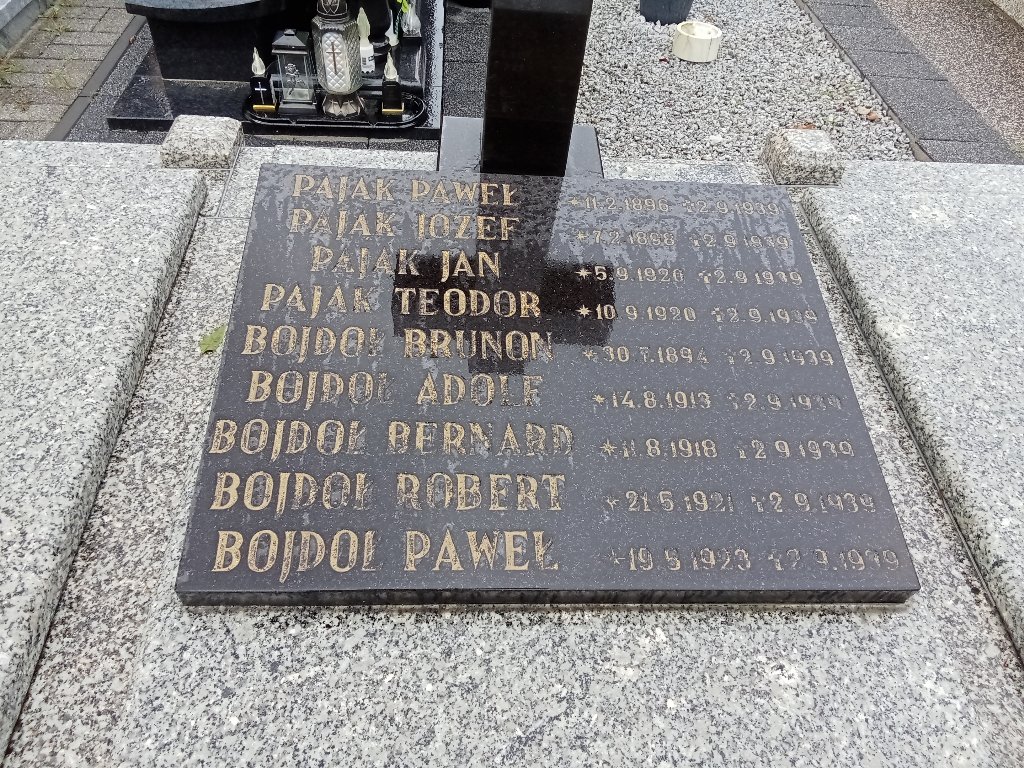 PAJĄK PAWEŁ *11.2.1896 ✝2.9.1939
PAJĄK JÓZEF *7.2.1888 ✝2.9.1939
PAJĄK JAN *5.9.1920 ✝2.9.1939
PAJĄK TEODOR *10.9.1920 ✝2.9.1939
BOJDOŁ BRUNON *30.7.1894 ✝2.9.1939
BOJDOŁ ADOLF *14.8.1913 ✝2.9.1939
BOJDOŁ BERNARD *11.8.1918 ✝2.9.1939
BOJDOŁ ROBERT *21.5.1921 ✝2.9.1939
BOJDOŁ PAWEŁ *19.5.1923 ✝2.9.1939